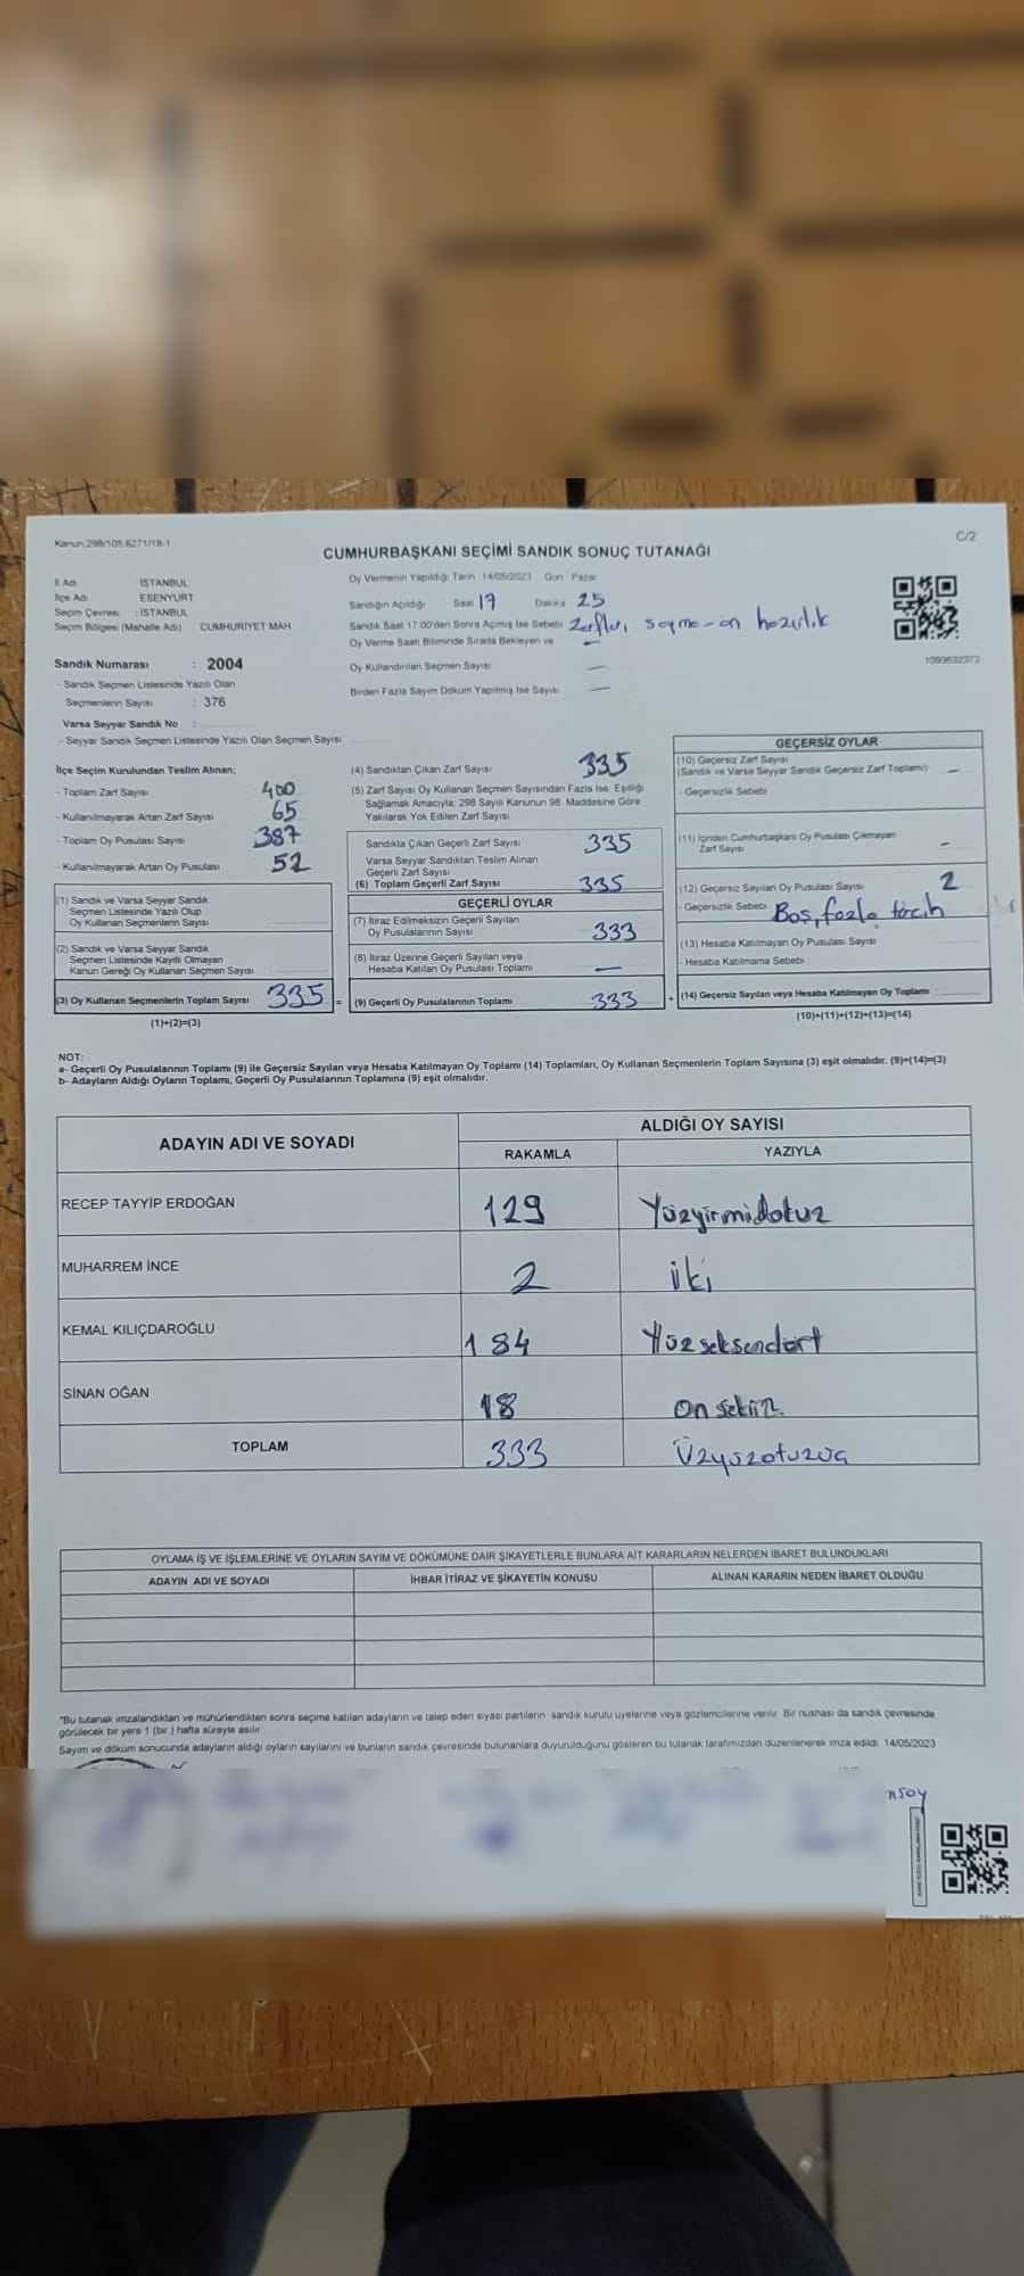 Kanun:298/105,6271/18-1
C/2
CUMHURBAŞKANI SEÇİMİ SANDIK SONUÇ TUTANAĞI
İl Adı : İSTANBUL
İlçe Adı : ESENYURT
Seçim Çevresi : İSTANBUL
Seçim Bölgesi (Mahalle Adı) CUMHURİYET MAH
Oy Vermenin Yapıldığı Tarih 14/05/2023 Gün Pazar
Sandığın Açıldığı Saat 17 Dakika 25
Sandık Saat 17.00'den Sonra Açılmış İse Sebebi Zarfları sayma-ön hazırlık
Oy Verme Saati Bitiminde Sırada Bekleyen ve —
Oy Kullandırılan Seçmen Sayısı —
Birden Fazla Sayım Döküm Yapılmış İse Sayısı —
1093632373
Sandık Numarası : 2004
- Sandık Seçmen Listesinde Yazılı Olan
Seçmenlerin Sayısı : 376
Varsa Seyyar Sandık No :
- Seyyar Sandık Seçmen Listesinde Yazılı Olan Seçmen Sayısı
İlçe Seçim Kurulundan Teslim Alınan;
- Toplam Zarf Sayısı 400
- Kullanılmayarak Artan Zarf Sayısı 65
- Toplam Oy Pusulası Sayısı 387
- Kullanılmayarak Artan Oy Pusulası 52
(1) Sandık ve Varsa Seyyar Sandık
Seçmen Listesinde Yazılı Olup
Oy Kullanan Seçmenlerin Sayısı
(2) Sandık ve Varsa Seyyar Sandık
Seçmen Listesinde Kayıtlı Olmayan
Kanun Gereği Oy Kullanan Seçmen Sayısı
(3) Oy Kullanan Seçmenlerin Toplam Sayısı 335 =
(1)+(2)=(3)
(4) Sandıktan Çıkan Zarf Sayısı 335
(5) Zarf Sayısı Oy Kullanan Seçmen Sayısından Fazla İse; Eşitliği
Sağlamak Amacıyla, 298 Sayılı Kanunun 98. Maddesine Göre
Yakılarak Yok Edilen Zarf Sayısı
Sandıkta Çıkan Geçerli Zarf Sayısı 335
Varsa Seyyar Sandıktan Teslim Alınan
Geçerli Zarf Sayısı
(6) Toplam Geçerli Zarf Sayısı 335
GEÇERLİ OYLAR
(7) İtiraz Edilmeksizin Geçerli Sayılan
Oy Pusulalarının Sayısı 333
(8) İtiraz Üzerine Geçerli Sayılan veya
Hesaba Katılan Oy Pusulası Toplamı —
(9) Geçerli Oy Pusulalarının Toplamı 333 +
GEÇERSİZ OYLAR
(10) Geçersiz Zarf Sayısı
(Sandık ve Varsa Seyyar Sandık Geçersiz Zarf Toplamı) —
- Geçersizlik Sebebi
(11) İçinden Cumhurbaşkanı Oy Pusulası Çıkmayan
Zarf Sayısı —
(12) Geçersiz Sayılan Oy Pusulası Sayısı 2
- Geçersizlik Sebebi Boş, fazla tercih
(13) Hesaba Katılmayan Oy Pusulası Sayısı
- Hesaba Katılmama Sebebi :
(14) Geçersiz Sayılan veya Hesaba Katılmayan Oy Toplamı
(10)+(11)+(12)+(13)=(14)
NOT:
a- Geçerli Oy Pusulalarının Toplamı (9) ile Geçersiz Sayılan veya Hesaba Katılmayan Oy Toplamı (14) Toplamları, Oy Kullanan Seçmenlerin Toplam Sayısına (3) eşit olmalıdır. (9)+(14)=(3)
b- Adayların Aldığı Oyların Toplamı, Geçerli Oy Pusulalarının Toplamına (9) eşit olmalıdır.
ADAYIN ADI VE SOYADI
ALDIĞI OY SAYISI
RAKAMLA YAZIYLA
RECEP TAYYİP ERDOĞAN 129 Yüzyirmidokuz
MUHARREM İNCE 2 iki
KEMAL KILIÇDAROĞLU 184 Yüzseksendört
SİNAN OĞAN 18 on sekiz
TOPLAM 333 Üçyüzotuzüç
OYLAMA İŞ VE İŞLEMLERİNE VE OYLARIN SAYIM VE DÖKÜMÜNE DAİR ŞİKAYETLERLE BUNLARA AİT KARARLARIN NELERDEN İBARET BULUNDUKLARI
ADAYIN ADI VE SOYADI İHBAR İTİRAZ VE ŞİKAYETİN KONUSU ALINAN KARARIN NEDEN İBARET OLDUĞU
"Bu tutanak imzalandıktan ve mühürlendikten sonra seçime katılan adayların ve talep eden siyasi partilerin sandık kurulu üyelerine veya gözlemcilerine verilir. Bir nüshası da sandık çevresinde
görülecek bir yere 1 (bir ) hafta süreyle asılır.
Sayım ve döküm sonucunda adayların aldığı oyların sayılarını ve bunların sandık çevresinde bulunanlara duyurulduğunu gösteren bu tutanak tarafımızdan düzenlenerek imza edildi. 14/05/2023
nsoy